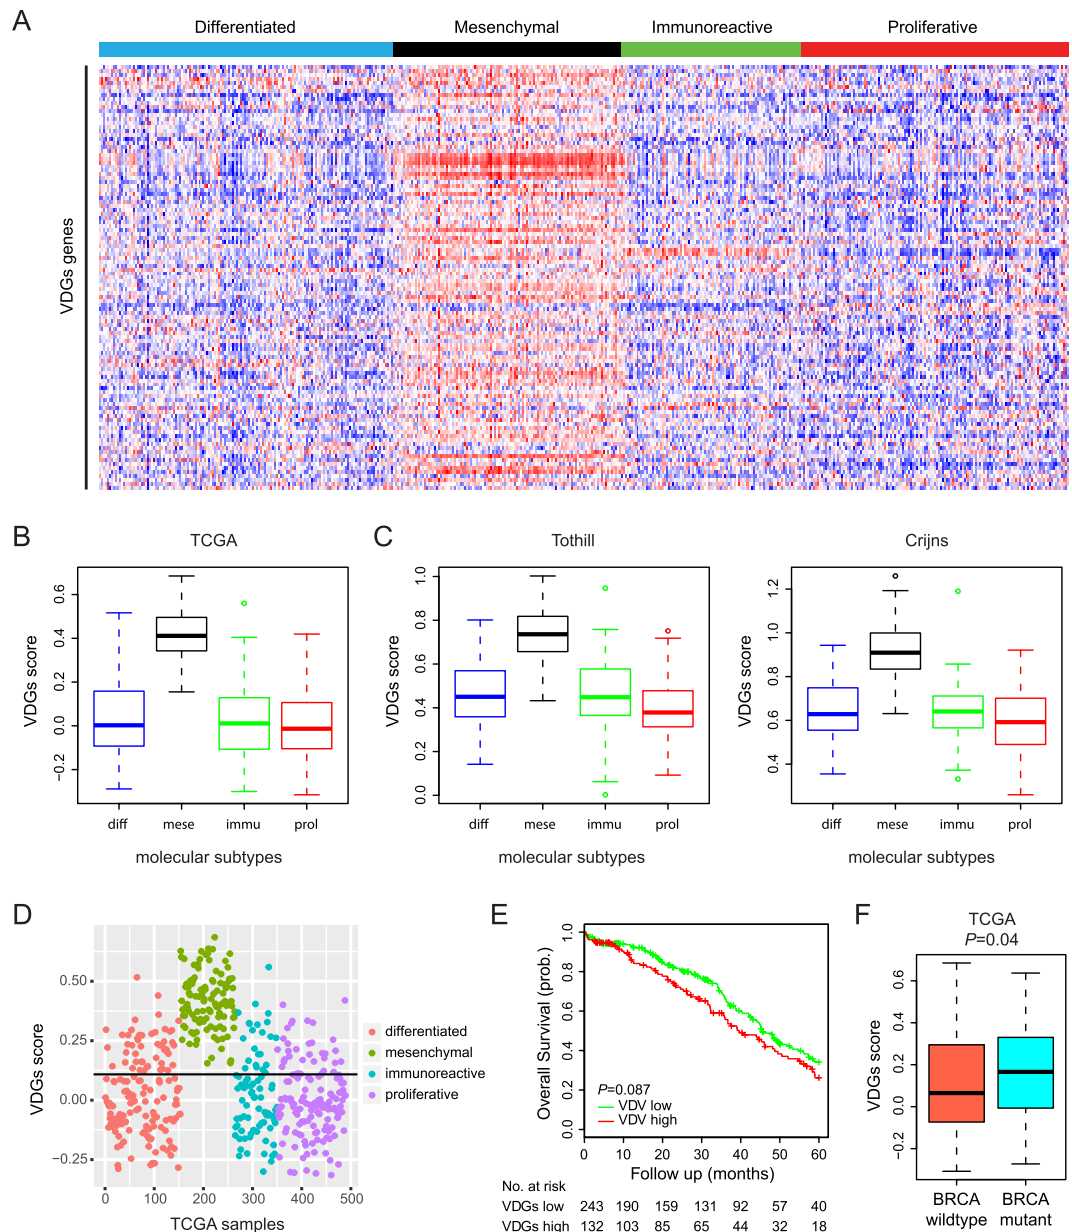 A
Differentiated Mesenchymal Immunoreactive Proliferative
VDGs genes
B
TCGA
VDGs score
0.6
0.4
0.2
0.0
−0.2
diff mese immu prol
molecular subtypes
C
Tothill
VDGs score
1.0
0.8
0.6
0.4
0.2
0.0
diff mese immu prol
molecular subtypes
Crijns
VDGs score
1.2
1.0
0.8
0.6
0.4
diff mese immu prol
molecular subtypes
D
VDGs score
0.50
0.25
0.00
−0.25
0 100 200 300 400 500
TCGA samples
differentiated
mesenchymal
immunoreactive
proliferative
E
Overall Survival (prob.)
1.0
0.8
0.6
0.4
0.2
0.0
P=0.087
VDV low
VDV high
0 10 20 30 40 50 60
Follow up (months)
No. at risk
VDGs low 243 190 159 131 92 57 40
VDGs high 132 103 85 65 44 32 18
F
TCGA
P=0.04
VDGs score
0.6
0.4
0.2
0.0
−0.2
BRCA BRCA
wildtype mutant